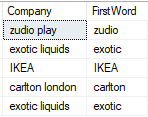 Company FirstWord
zudio play zudio
exotic liquids exotic
IKEA IKEA
carlton london carlton
exotic liquids exotic